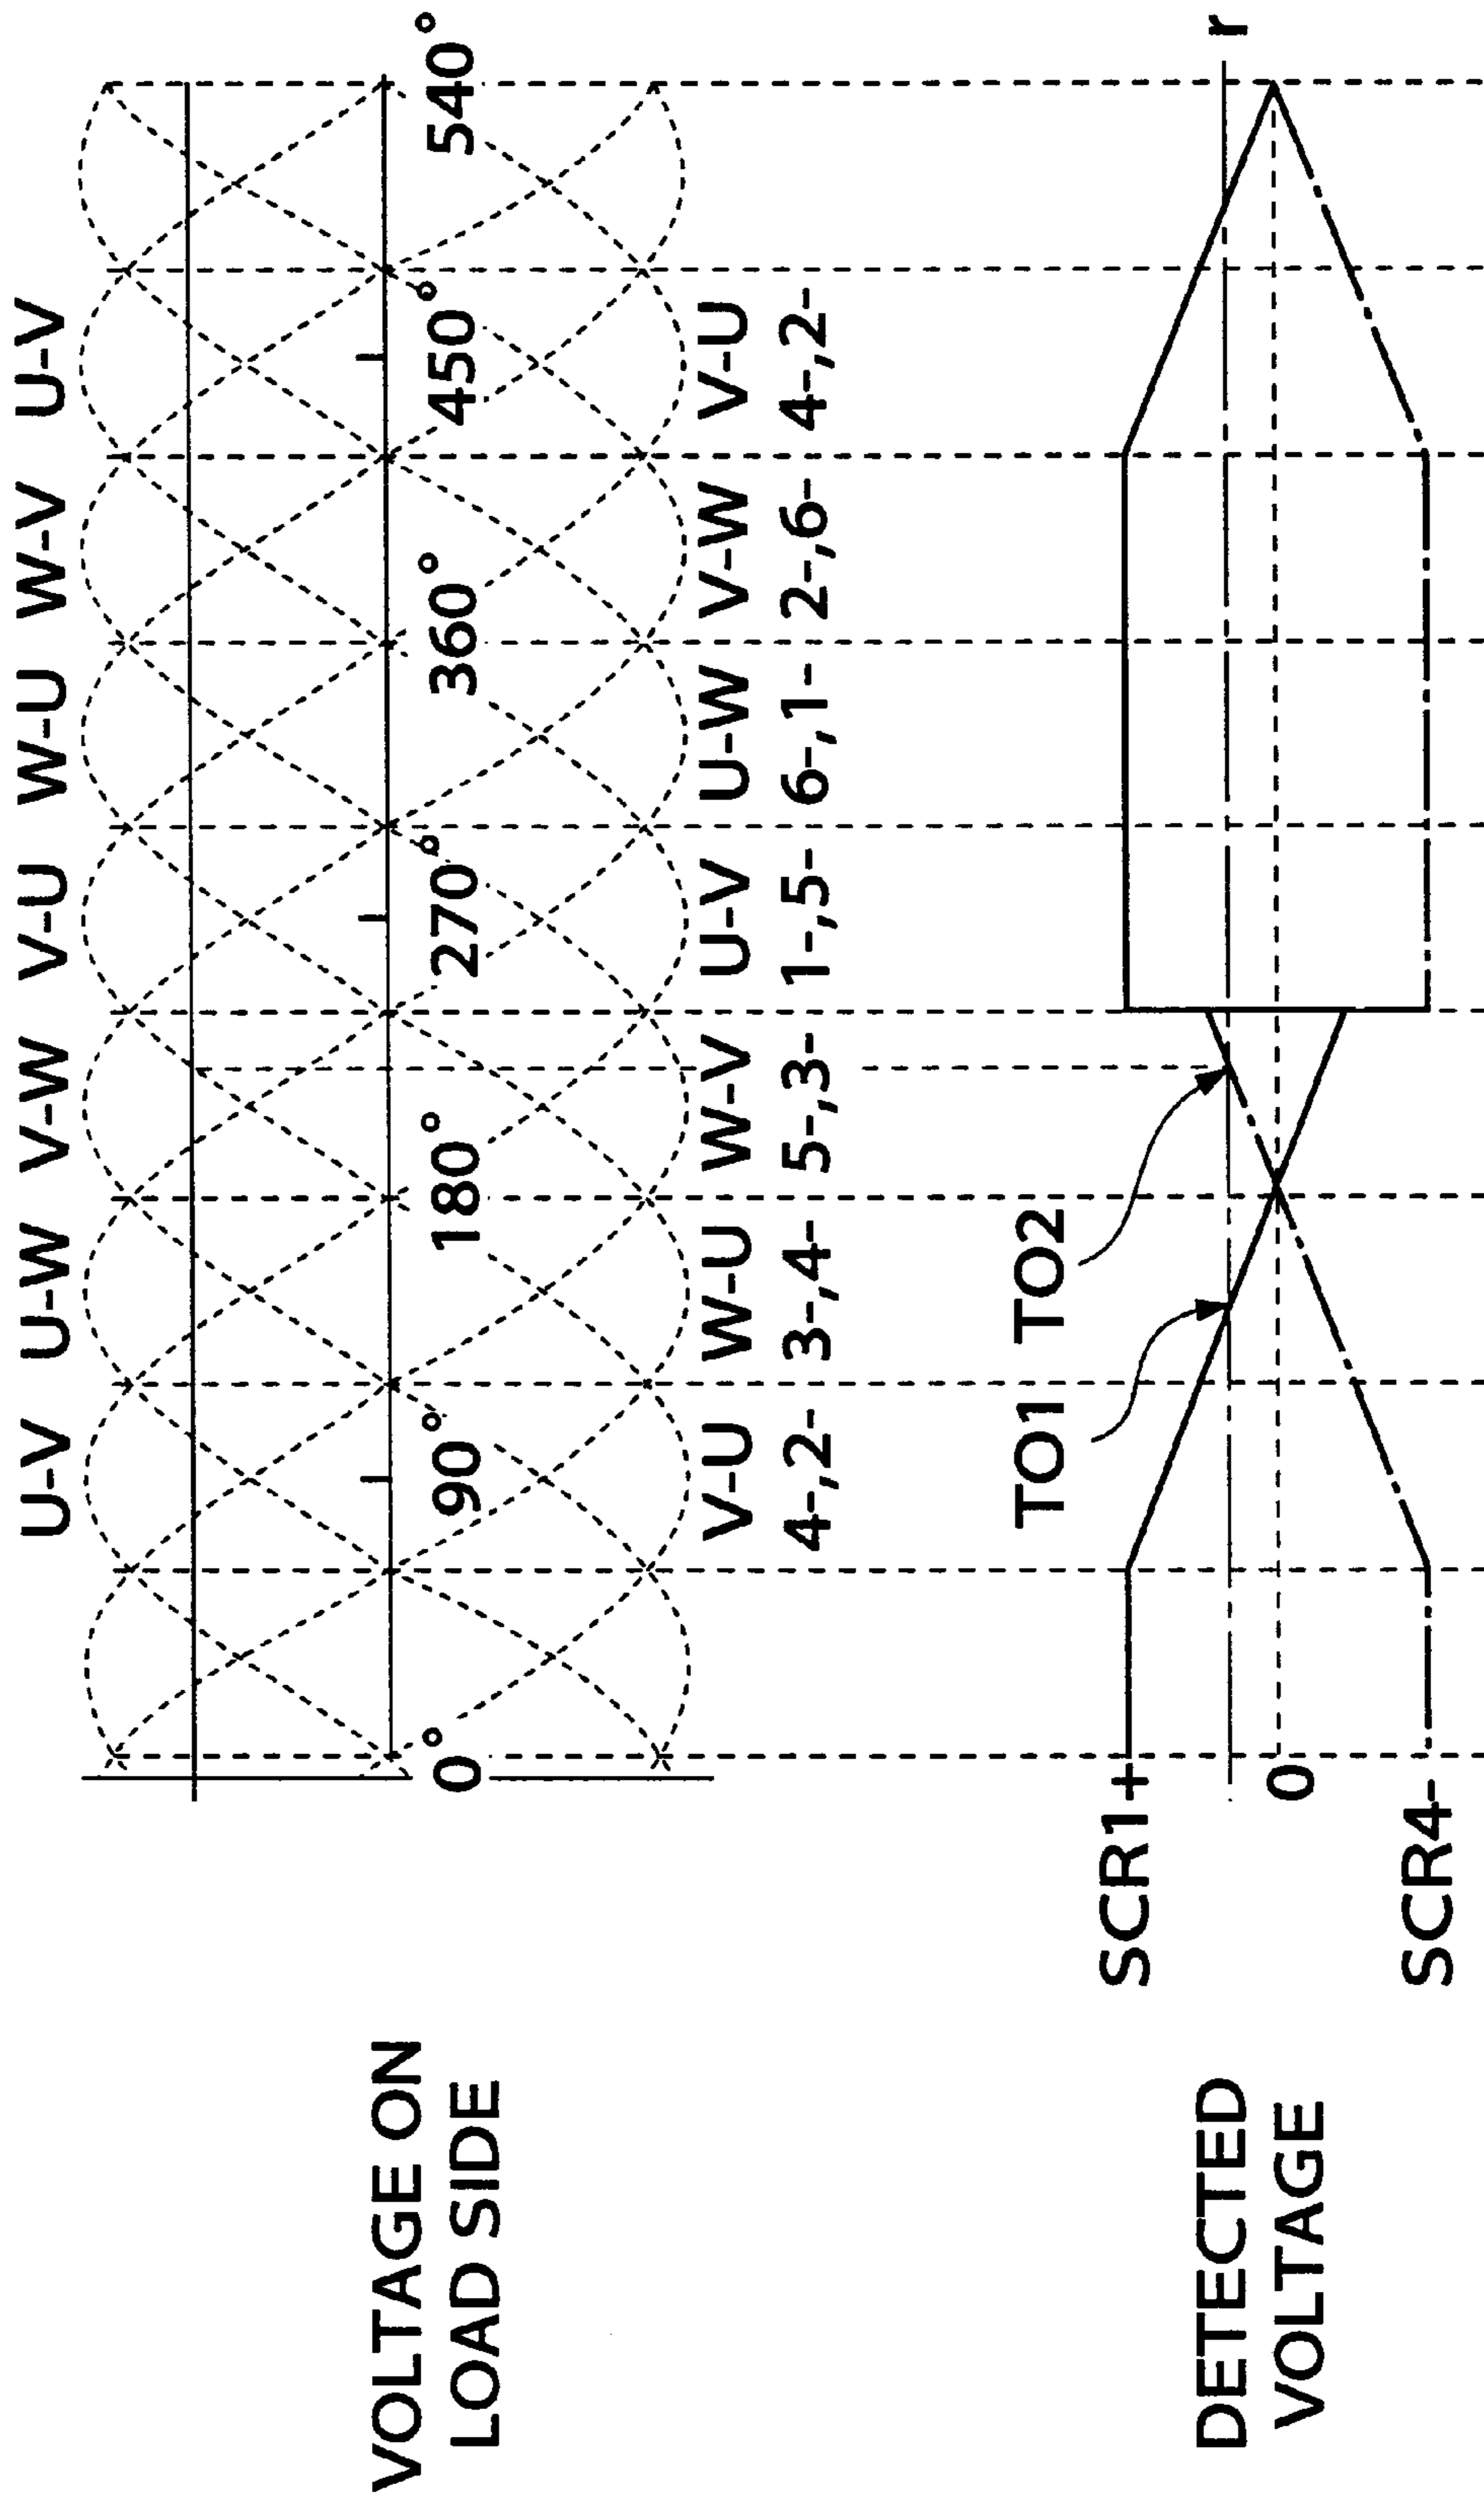 U-V U-W V-W V-U W-U W-V U-V
VOLTAGE ON
LOAD SIDE
0° 90° 180° 270° 360° 450° 540°
V-U W-U W-V U-V U-W V-W V-U
4-,2- 3-,4- 5-,3- 1-,5- 6-,1- 2-,6- 4-,2-
TO1 TO2
SCR1+
r
DETECTED
VOLTAGE
0
SCR4-